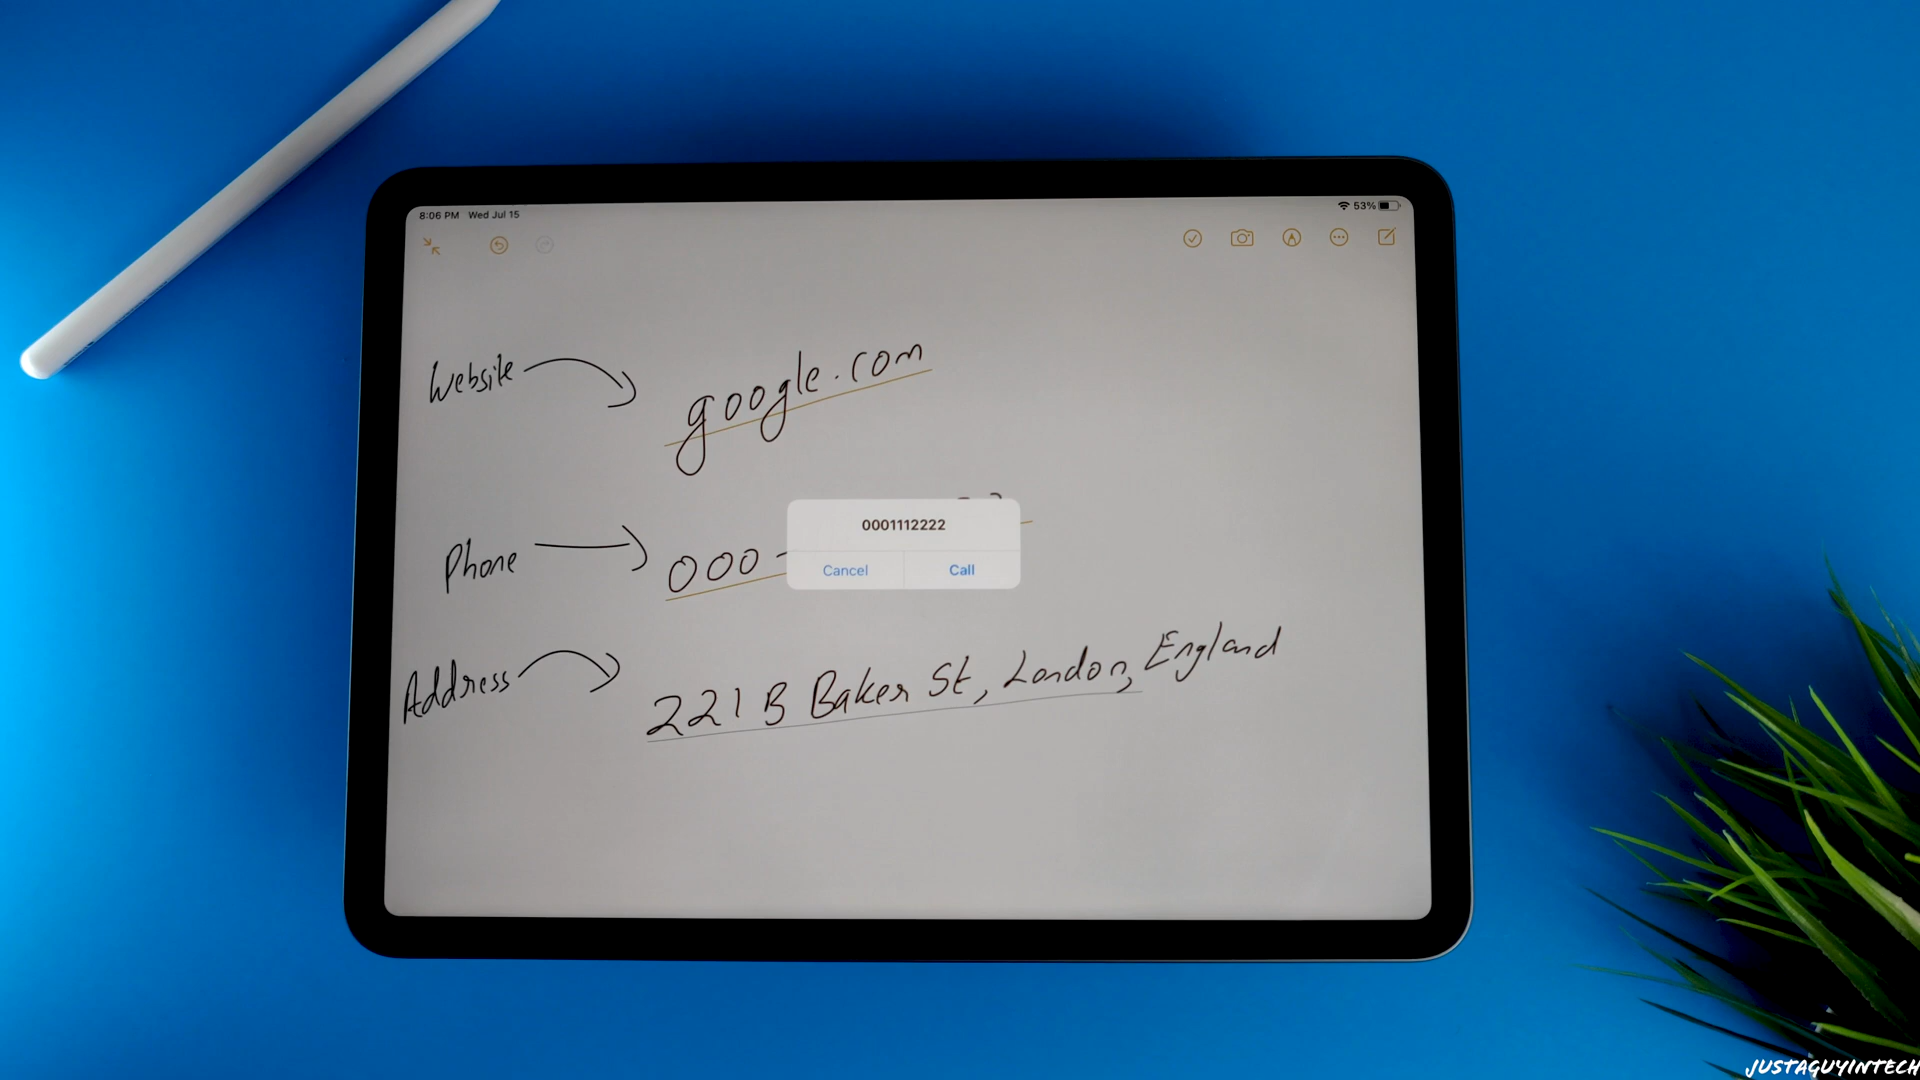 8:06 PM Wed Jul 15 53%
Website google.com
0001112222
Cancel Call
Phone 000 -
Address 221 B Baker St, London, England
JUSTAGUYINTECH